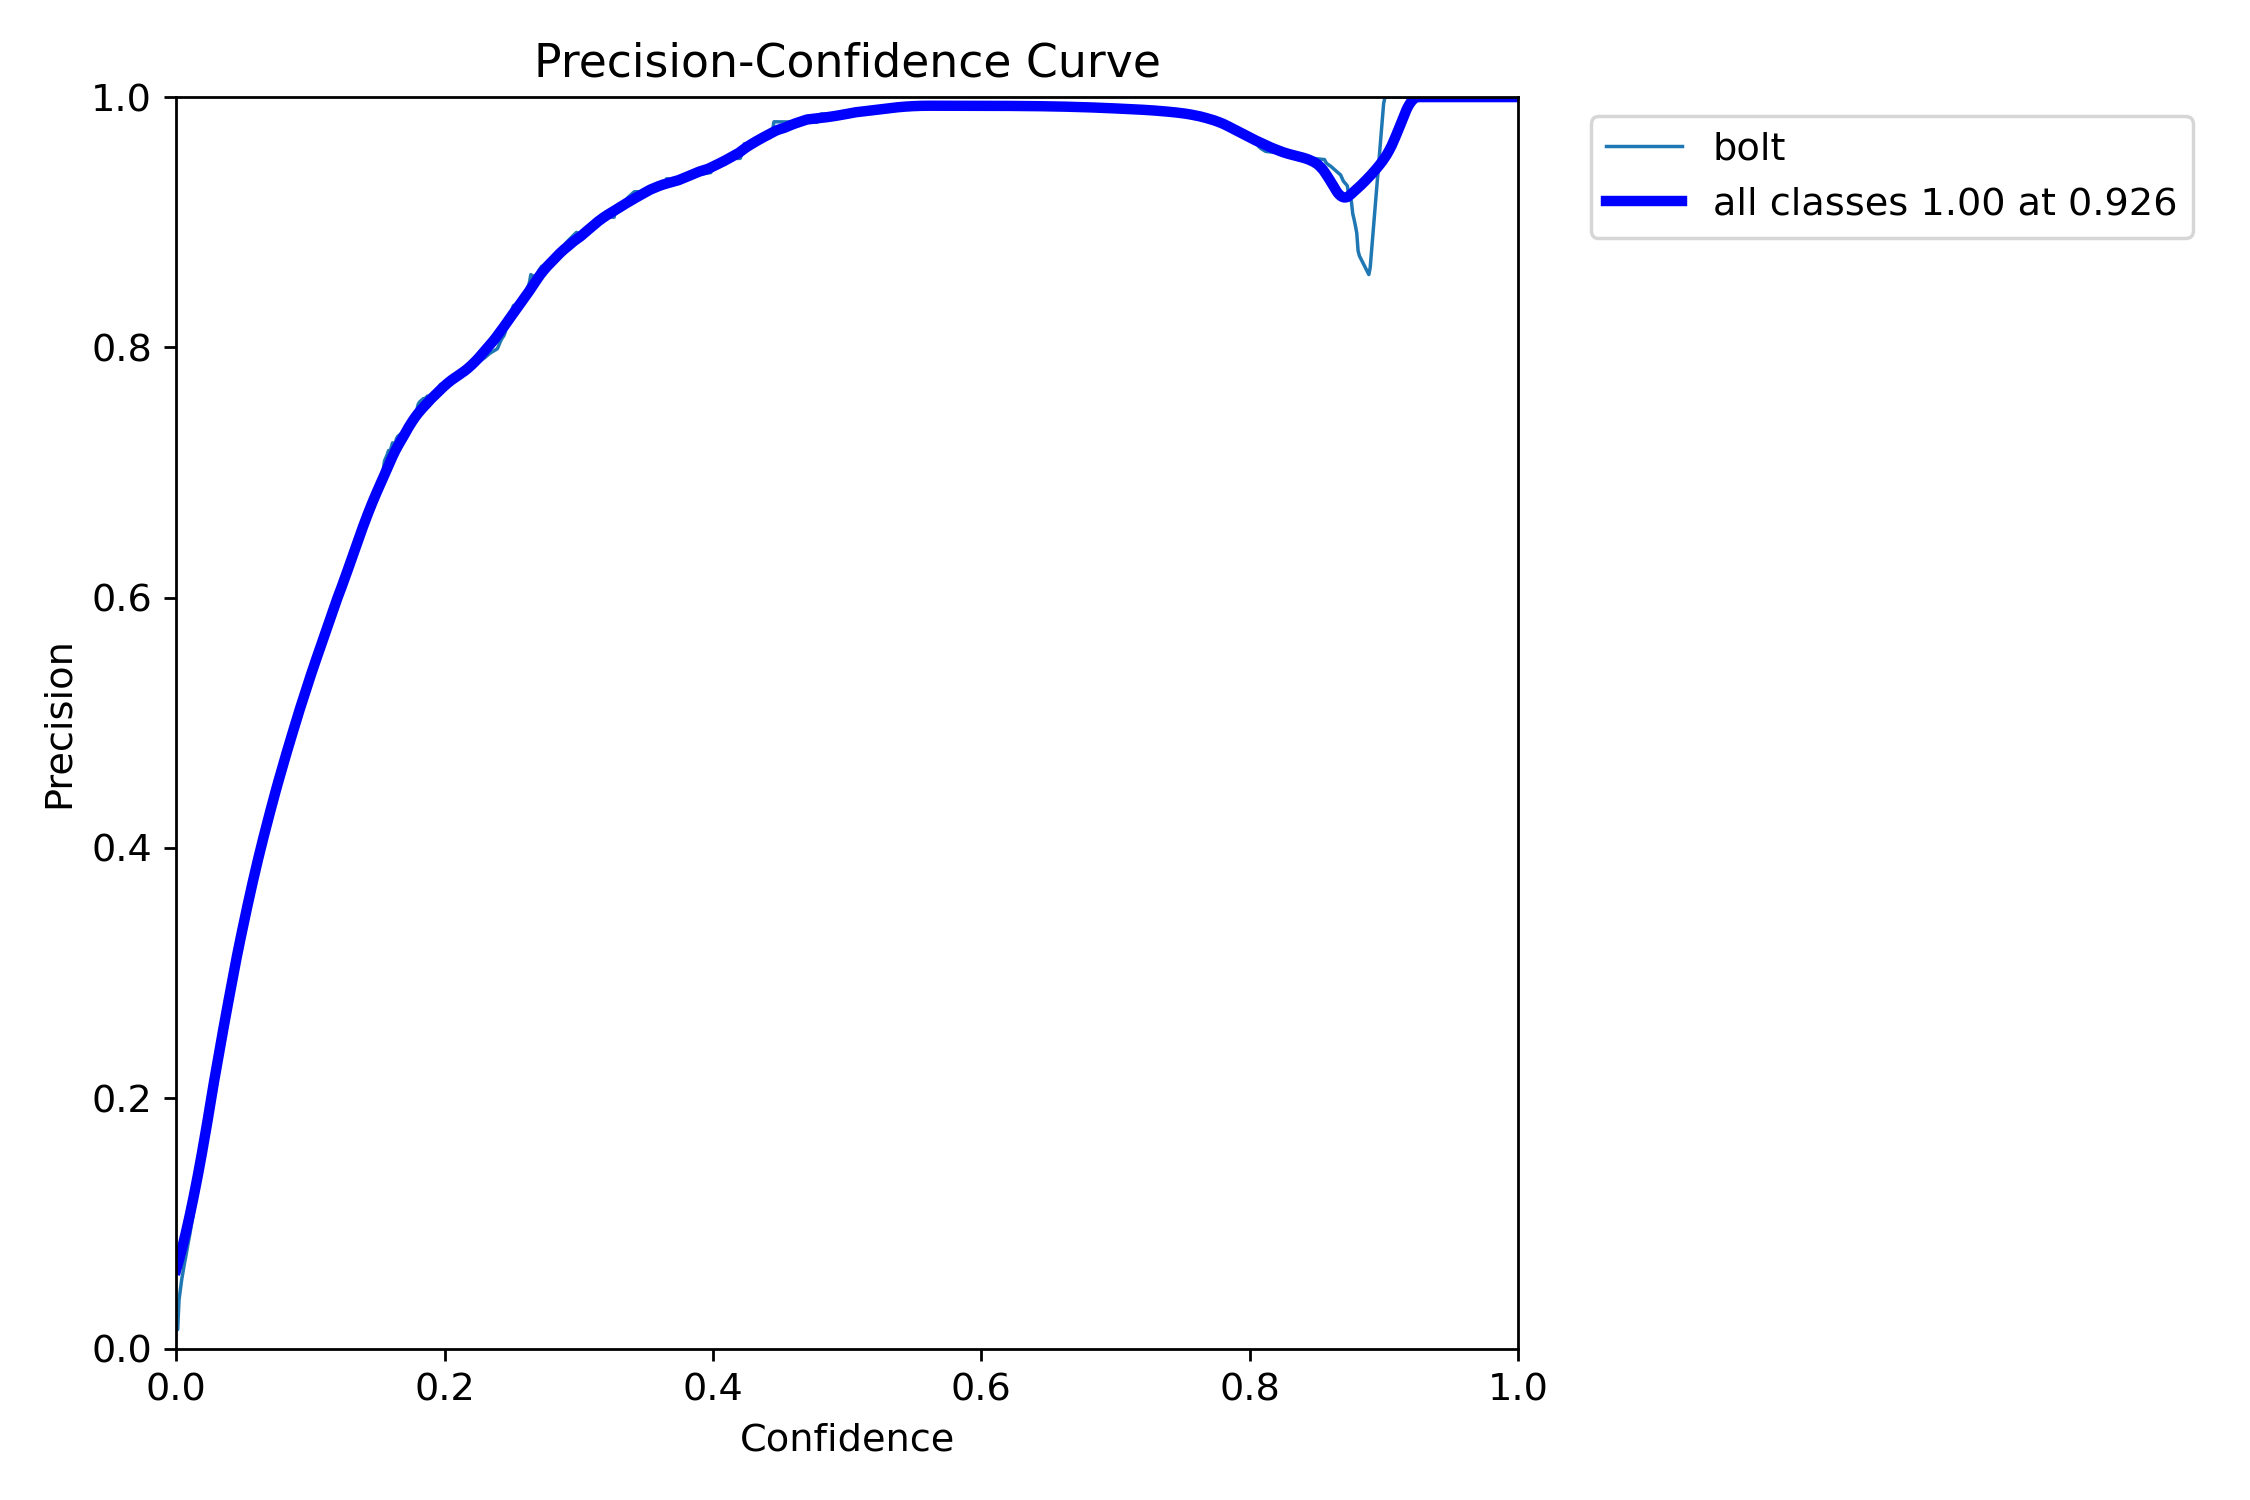 Precision-Confidence Curve
1.0
0.8
0.6
0.4
0.2
0.0
Precision
0.0 0.2 0.4 0.6 0.8 1.0
Confidence
bolt
all classes 1.00 at 0.926